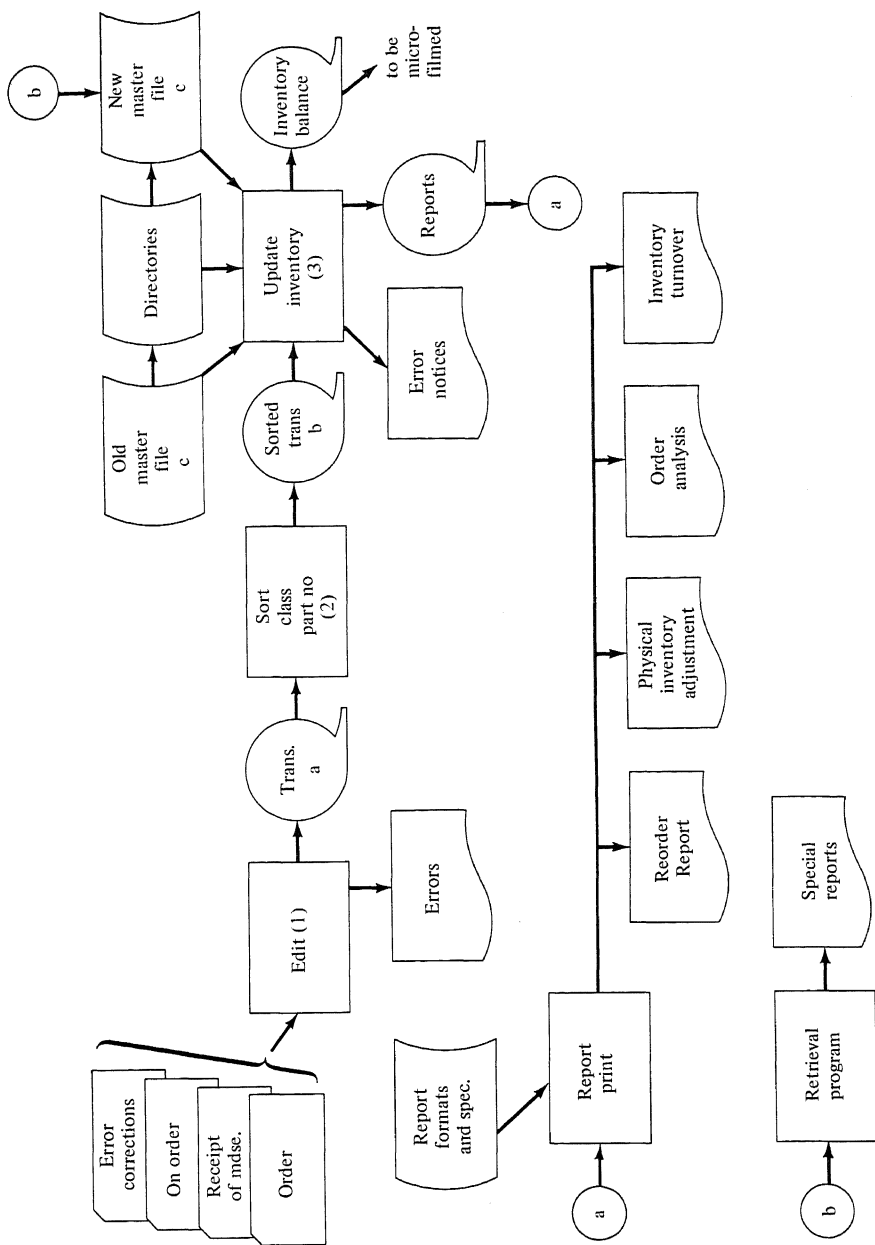 Error
corrections
On order
Receipt
of mdse.
Order
Edit (1)
Errors
Trans.
a
Sort
class
part no
(2)
Sorted
trans
b
Old
master
file
c
Directories
New
master
file
c
b
Update
inventory
(3)
Inventory
balance
to be
micro-
filmed
Error
notices
Reports
a
Report
formats
and spec.
a
Report
print
Reorder
Report
Physical
inventory
adjustment
Order
analysis
Inventory
turnover
b
Retrieval
program
Special
reports